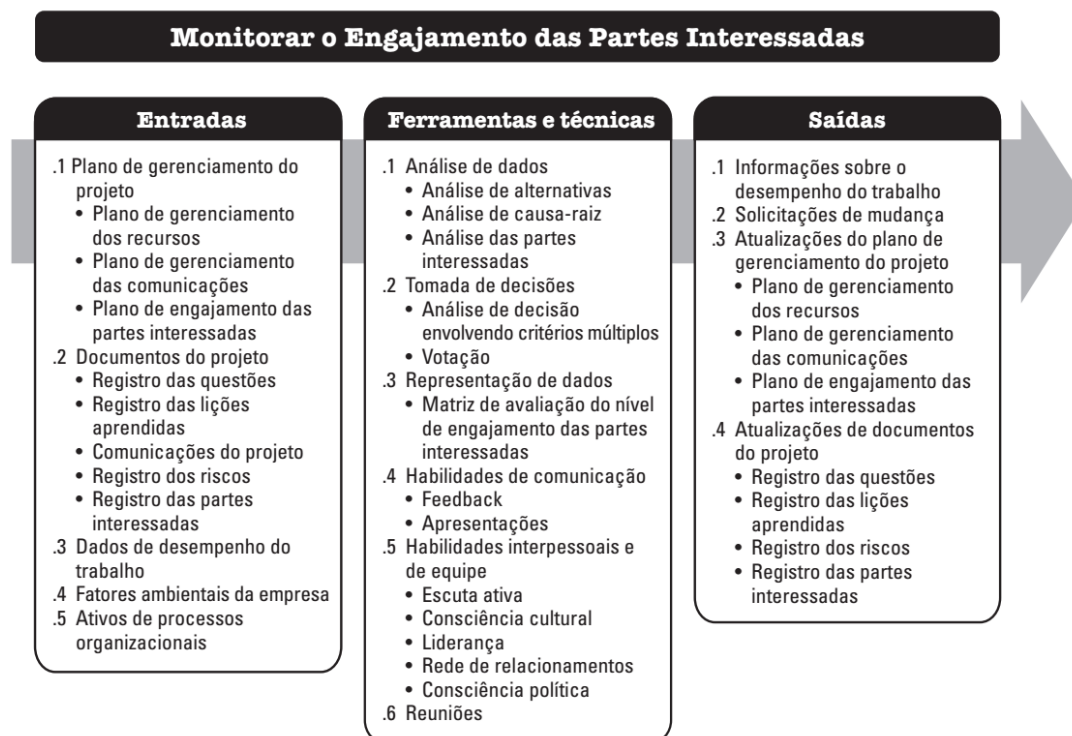 Monitorar o Engajamento das Partes Interessadas
Entradas
.1 Plano de gerenciamento do
projeto
• Plano de gerenciamento
dos recursos
• Plano de gerenciamento
das comunicações
• Plano de engajamento das
partes interessadas
.2 Documentos do projeto
• Registro das questões
• Registro das lições
aprendidas
• Comunicações do projeto
• Registro dos riscos
• Registro das partes
interessadas
.3 Dados de desempenho do
trabalho
.4 Fatores ambientais da empresa
.5 Ativos de processos
organizacionais
Ferramentas e técnicas
.1 Análise de dados
• Análise de alternativas
• Análise de causa-raiz
• Análise das partes
interessadas
.2 Tomada de decisões
• Análise de decisão
envolvendo critérios múltiplos
• Votação
.3 Representação de dados
• Matriz de avaliação do nível
de engajamento das partes
interessadas
.4 Habilidades de comunicação
• Feedback
• Apresentações
.5 Habilidades interpessoais e
de equipe
• Escuta ativa
• Consciência cultural
• Liderança
• Rede de relacionamentos
• Consciência política
.6 Reuniões
Saídas
.1 Informações sobre o
desempenho do trabalho
.2 Solicitações de mudança
.3 Atualizações do plano de
gerenciamento do projeto
• Plano de gerenciamento
dos recursos
• Plano de gerenciamento
das comunicações
• Plano de engajamento das
partes interessadas
.4 Atualizações de documentos
do projeto
• Registro das questões
• Registro das lições
aprendidas
• Registro dos riscos
• Registro das partes
interessadas